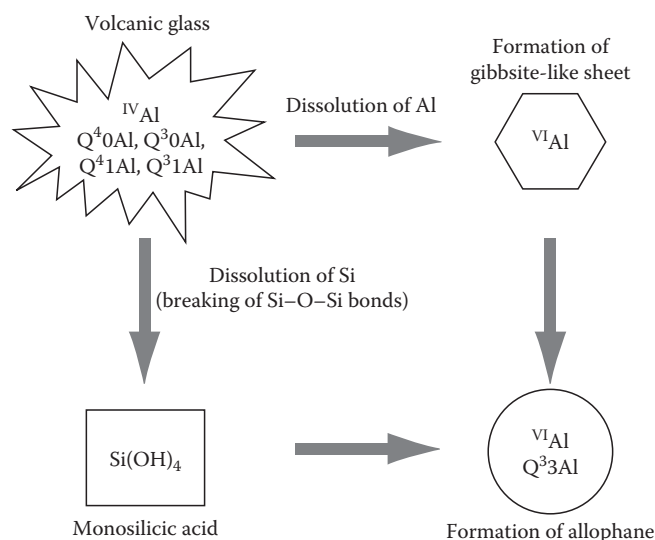 Volcanic glass
ᴵⱽAl
Q⁴0Al, Q³0Al,
Q⁴1Al, Q³1Al
Dissolution of Al
Formation of
gibbsite-like sheet
ⱽᴵAl
Dissolution of Si
(breaking of Si–O–Si bonds)
Si(OH)₄
Monosilicic acid
ⱽᴵAl
Q³3Al
Formation of allophane